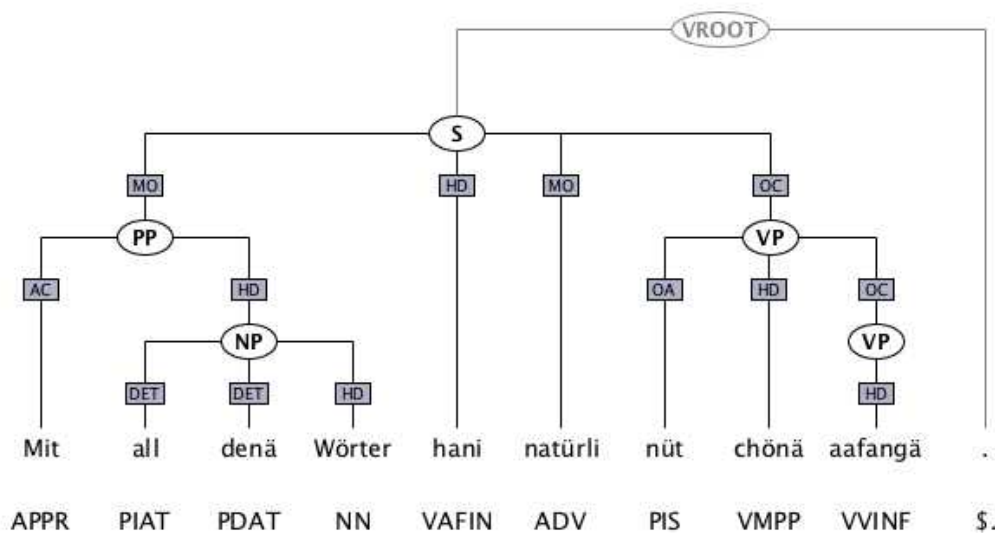 VROOT
S
MO HD MO OC
PP VP
AC HD OA HD OC
NP VP
DET DET HD HD
Mit all denä Wörter hani natürli nüt chönä aafangä .
APPR PIAT PDAT NN VAFIN ADV PIS VMPP VVINF $.